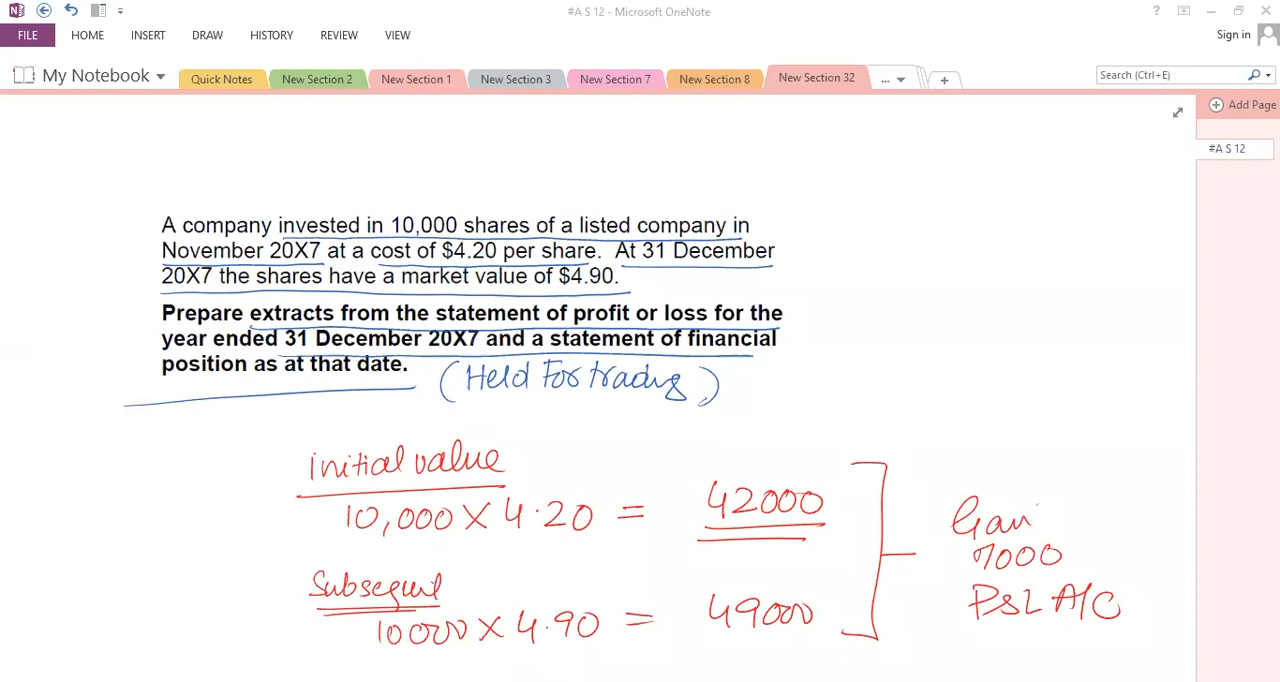 #A S 12 - Microsoft OneNote
?
FILE HOME INSERT DRAW HISTORY REVIEW VIEW
Sign in
My Notebook
Quick Notes New Section 2 New Section 1 New Section 3 New Section 7 New Section 8 New Section 32 ... +
Search (Ctrl+E)
Add Page
#A S 12
A company invested in 10,000 shares of a listed company in
November 20X7 at a cost of $4.20 per share. At 31 December
20X7 the shares have a market value of $4.90.
Prepare extracts from the statement of profit or loss for the
year ended 31 December 20X7 and a statement of financial
position as at that date.
(Held For trading)
initial value
10,000 X 4.20 = 42000
Gain
7000
P&L A/C
Subsequent
10000 X 4.90 = 49000